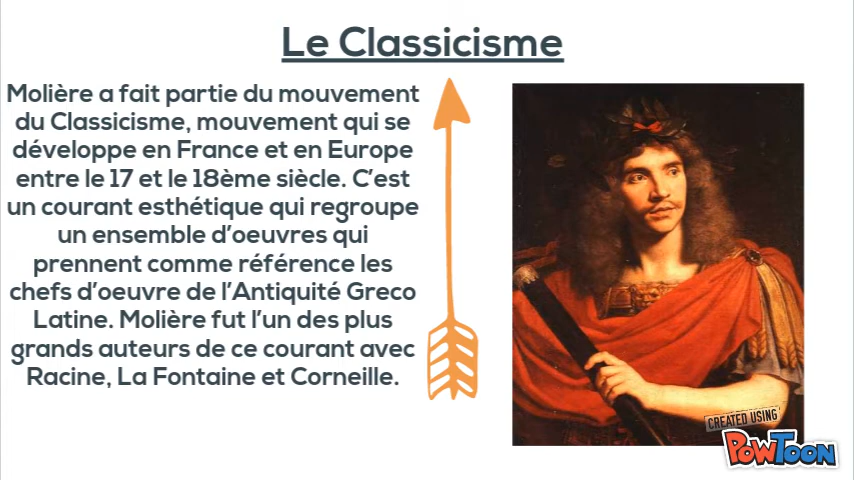 Le Classicisme
Molière a fait partie du mouvement
du Classicisme, mouvement qui se
développe en France et en Europe
entre le 17 et le 18ème siècle. C'est
un courant esthétique qui regroupe
un ensemble d'oeuvres qui
prennent comme référence les
chefs d'oeuvre de l'Antiquité Greco
Latine. Molière fut l'un des plus
grands auteurs de ce courant avec
Racine, La Fontaine et Corneille.
CREATED USING
POWTOON